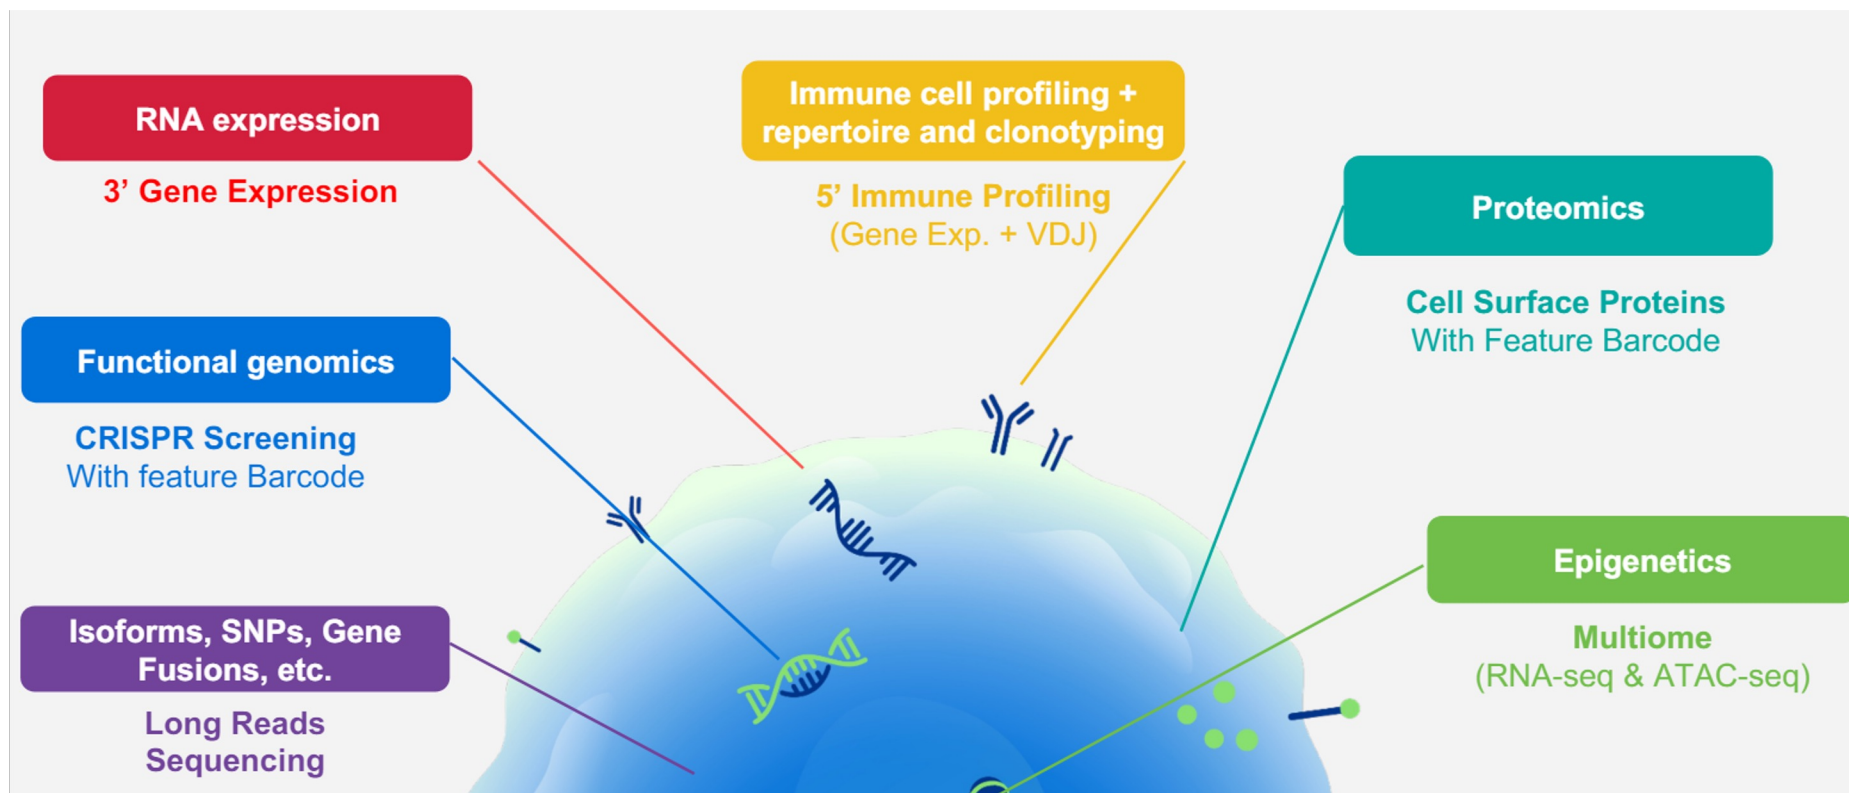 RNA expression
3’ Gene Expression
Immune cell profiling +
repertoire and clonotyping
5’ Immune Profiling
(Gene Exp. + VDJ)
Proteomics
Cell Surface Proteins
With Feature Barcode
Functional genomics
CRISPR Screening
With feature Barcode
Epigenetics
Multiome
(RNA-seq & ATAC-seq)
Isoforms, SNPs, Gene
Fusions, etc.
Long Reads
Sequencing